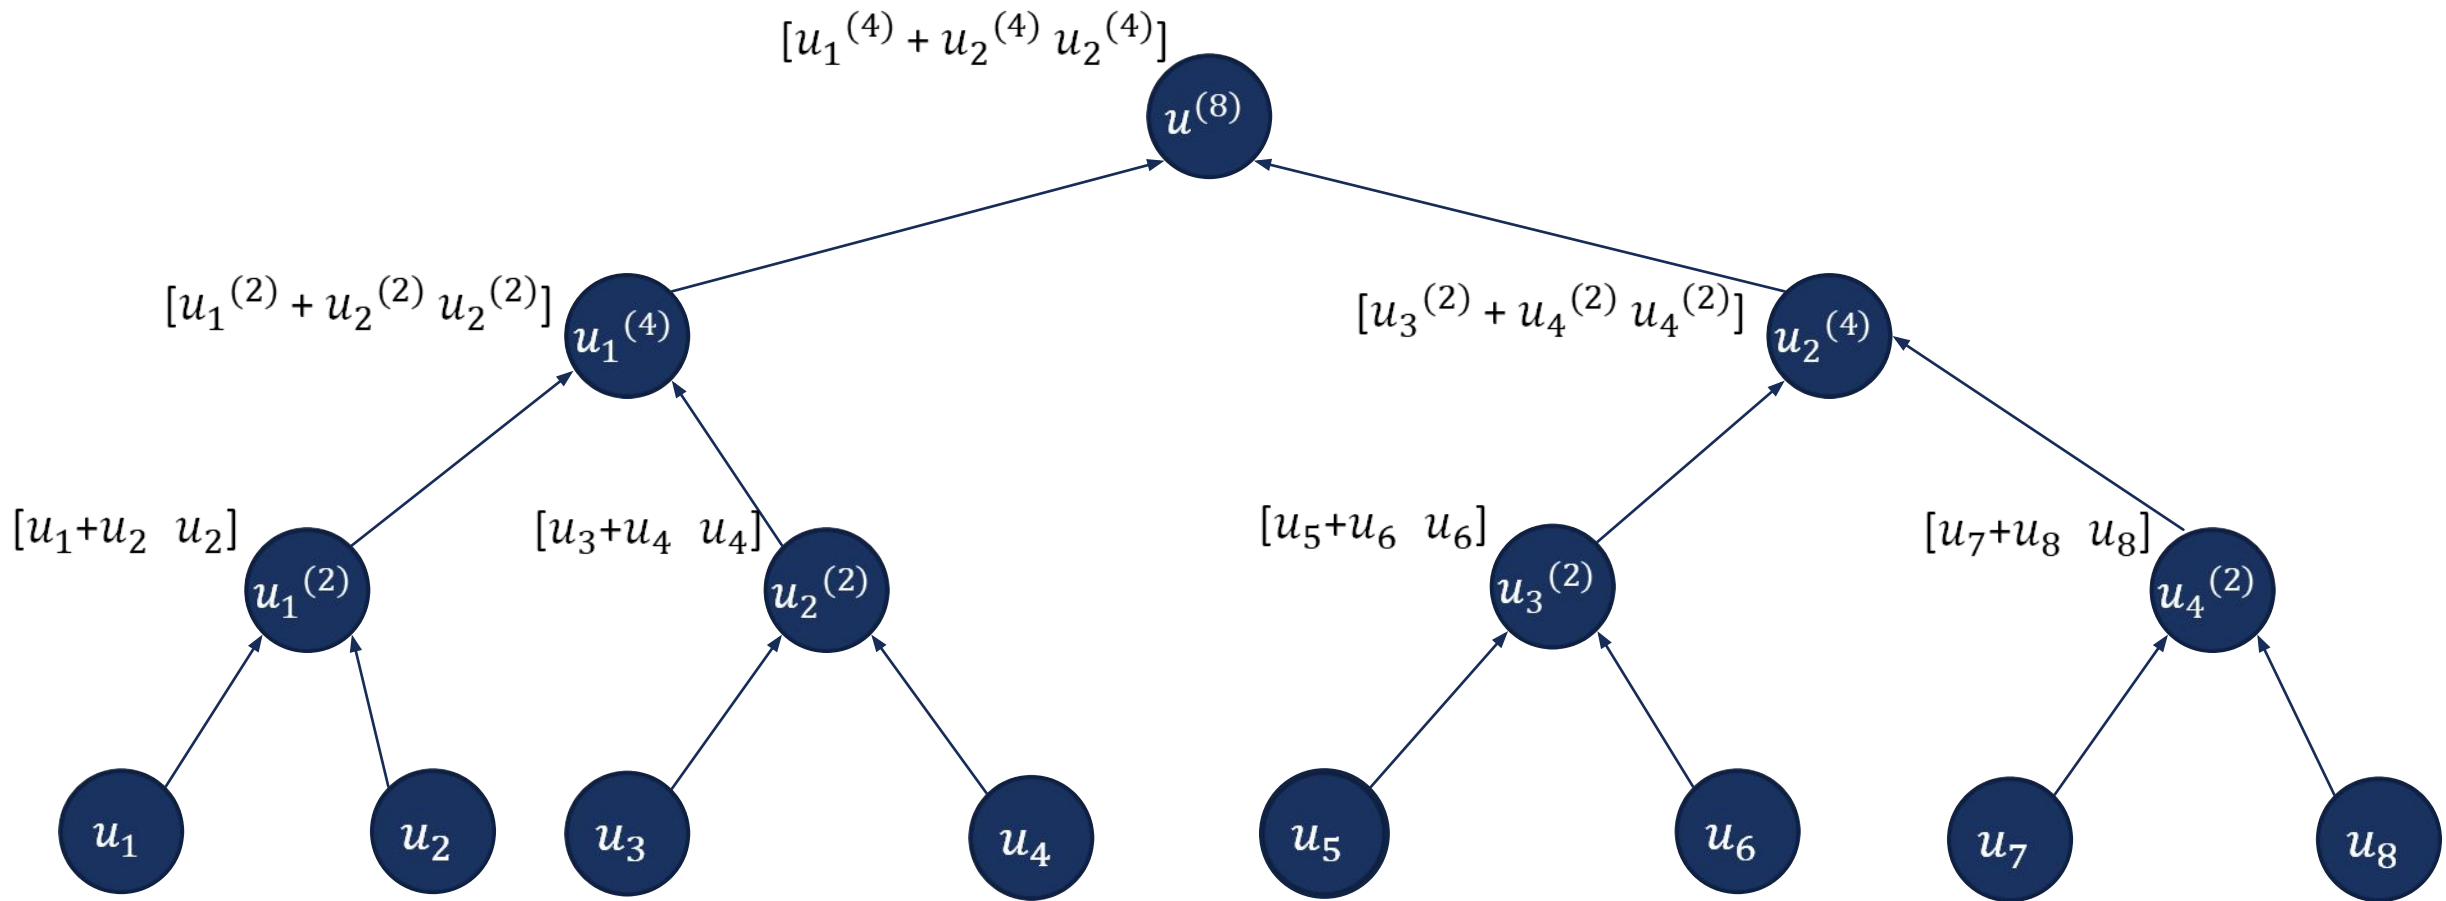 [u₁⁽⁴⁾ + u₂⁽⁴⁾ u₂⁽⁴⁾]
u⁽⁸⁾
[u₁⁽²⁾ + u₂⁽²⁾ u₂⁽²⁾]
u₁⁽⁴⁾
[u₃⁽²⁾ + u₄⁽²⁾ u₄⁽²⁾]
u₂⁽⁴⁾
[u₁+u₂ u₂]
u₁⁽²⁾
[u₃+u₄ u₄]
u₂⁽²⁾
[u₅+u₆ u₆]
u₃⁽²⁾
[u₇+u₈ u₈]
u₄⁽²⁾
u₁
u₂
u₃
u₄
u₅
u₆
u₇
u₈